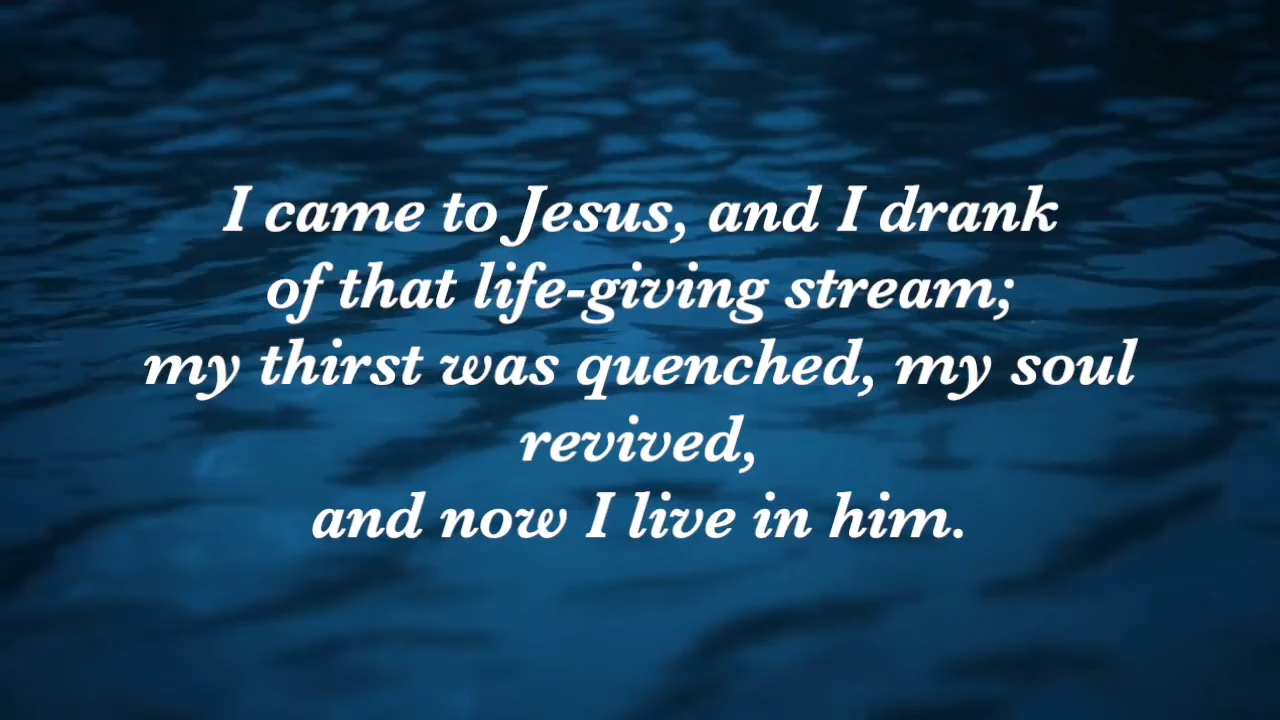 I came to Jesus, and I drank
of that life-giving stream;
my thirst was quenched, my soul
revived,
and now I live in him.